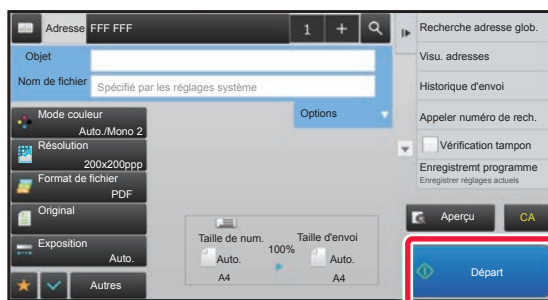 Adresse FFF FFF 1 +
Objet
Nom de fichier Spécifié par les réglages système
Options
Mode couleur
Auto./Mono 2
Résolution
200x200ppp
Format de fichier
PDF
Original
Exposition
Auto.
Autres
Taille de num.
Auto.
A4
100%
Taille d'envoi
Auto.
A4
Recherche adresse glob.
Visu. adresses
Historique d'envoi
Appeler numéro de rech.
Vérification tampon
Enregistremt programme
Enregistrer réglages actuels
Aperçu
CA
Départ